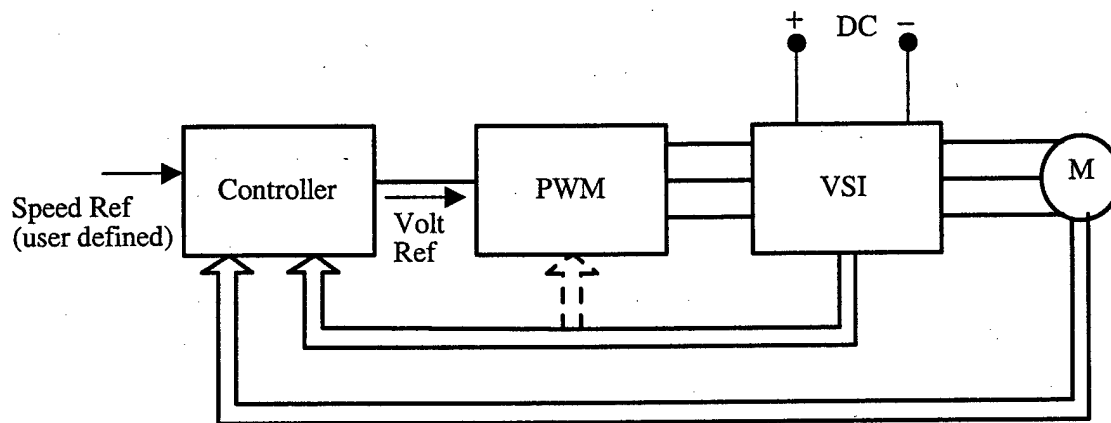 + DC −
Speed Ref
(user defined)
Controller
Volt
Ref
PWM
VSI
M